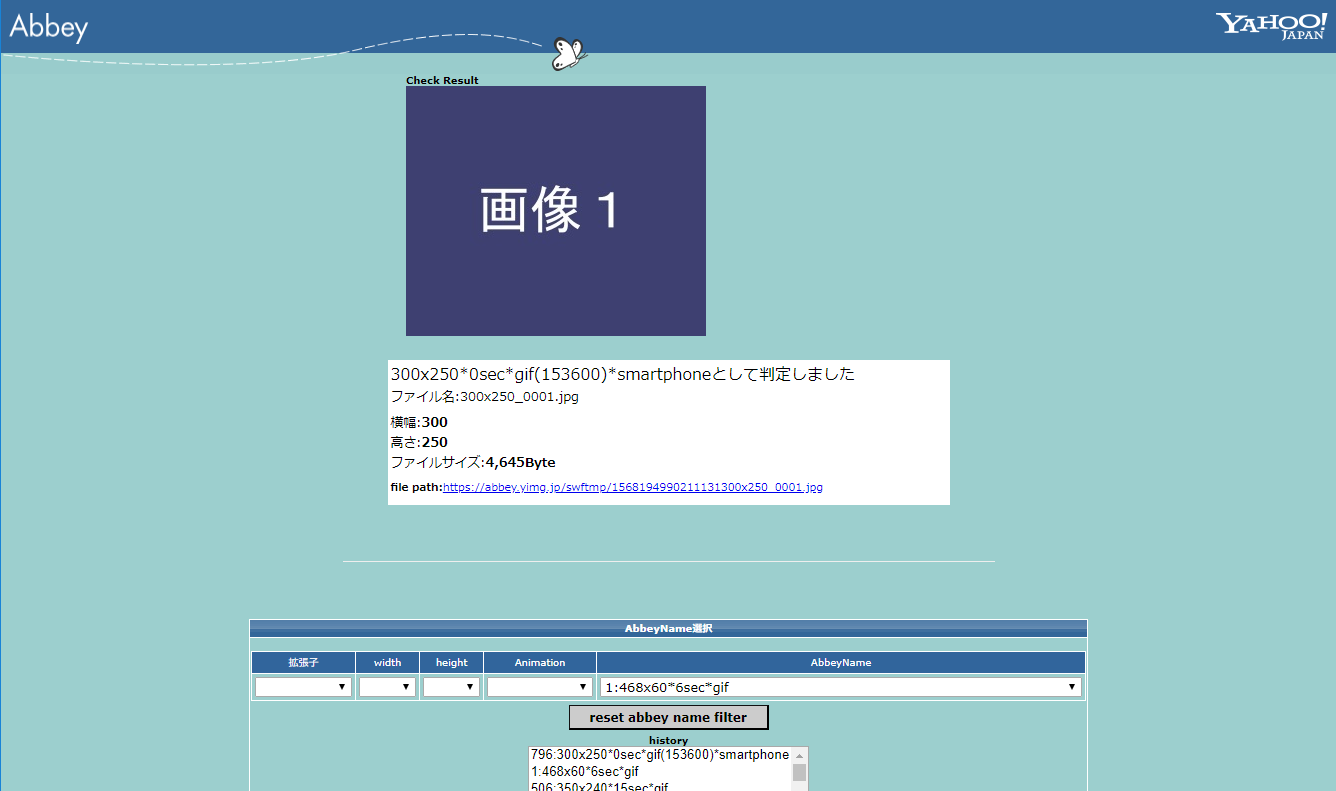 Abbey
YAHOO!
JAPAN
Check Result
画像１
300x250*0sec*gif(153600)*smartphoneとして判定しました
ファイル名:300x250_0001.jpg
横幅:300
高さ:250
ファイルサイズ:4,645Byte
file path:https://abbey.yimg.jp/swftmp/1568194990211131300x250_0001.jpg
AbbeyName選択
拡張子 width height Animation AbbeyName
1:468x60*6sec*gif
reset abbey name filter
history
796:300x250*0sec*gif(153600)*smartphone
1:468x60*6sec*gif
506:350x240*15sec*gif